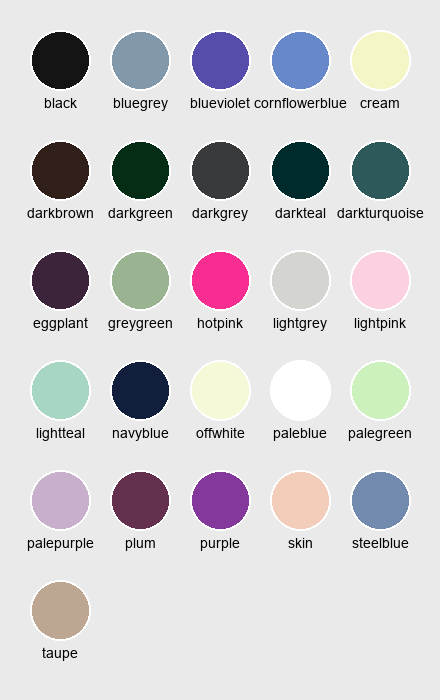 black bluegrey blueviolet cornflowerblue cream
darkbrown darkgreen darkgrey darkteal darkturquoise
eggplant greygreen hotpink lightgrey lightpink
lightteal navyblue offwhite paleblue palegreen
palepurple plum purple skin steelblue
taupe